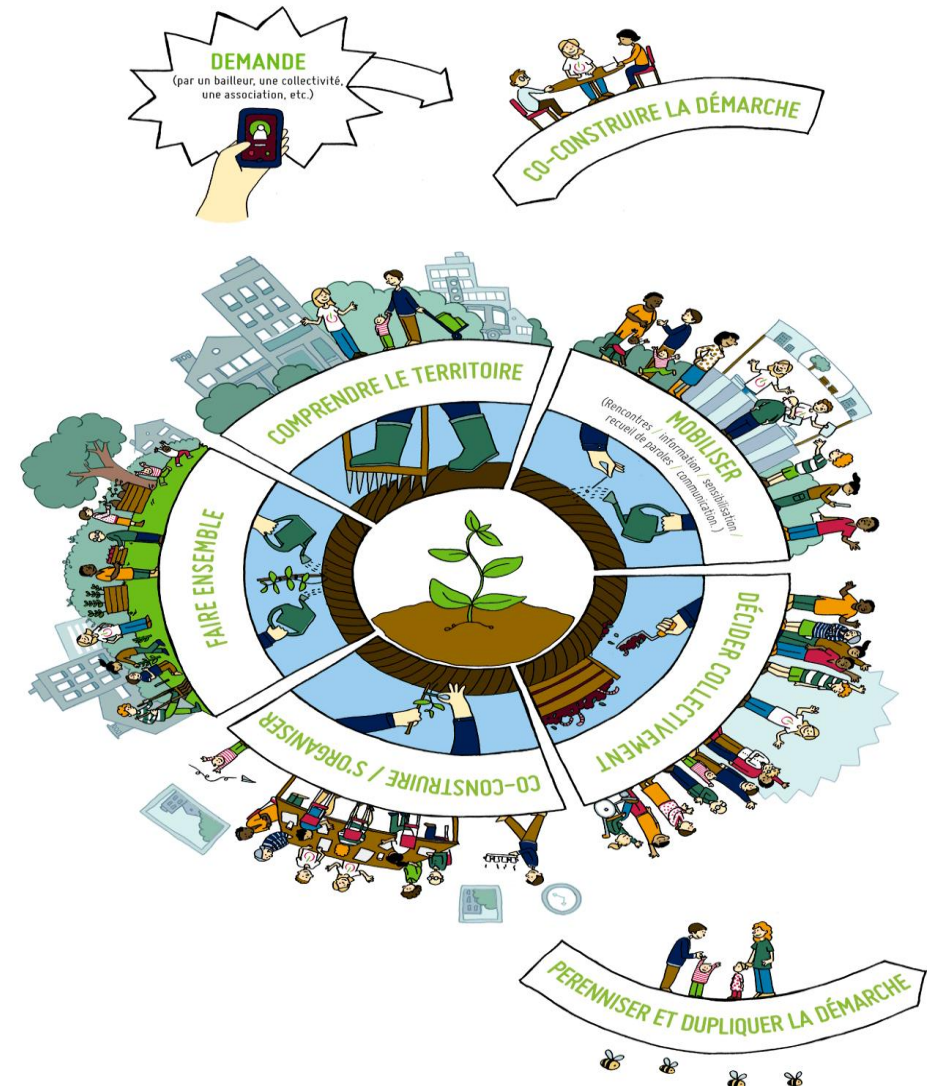 DEMANDE
(par un bailleur, une collectivité,
une association, etc.)
CO-CONSTRUIRE LA DÉMARCHE
COMPRENDRE LE TERRITOIRE
MOBILISER
(Rencontres / information / sensibilisation /
recueil de paroles / communication.)
DÉCIDER COLLECTIVEMENT
CO-CONSTRUIRE / S'ORGANISER
FAIRE ENSEMBLE
PERENNISER ET DUPLIQUER LA DÉMARCHE